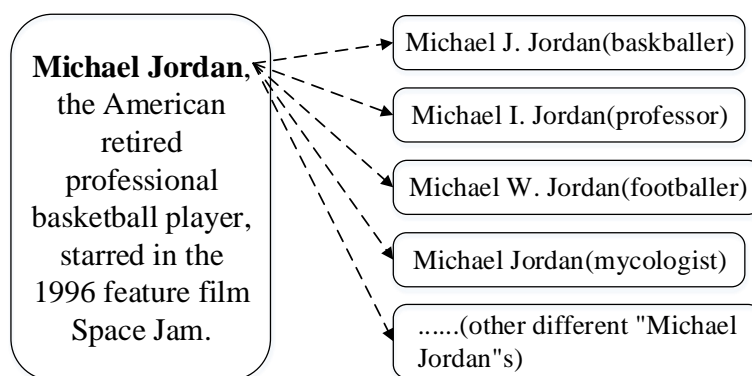 Michael Jordan,
the American
retired
professional
basketball player,
starred in the
1996 feature film
Space Jam.
Michael J. Jordan(baskballer)
Michael I. Jordan(professor)
Michael W. Jordan(footballer)
Michael Jordan(mycologist)
......(other different "Michael
Jordan"s)